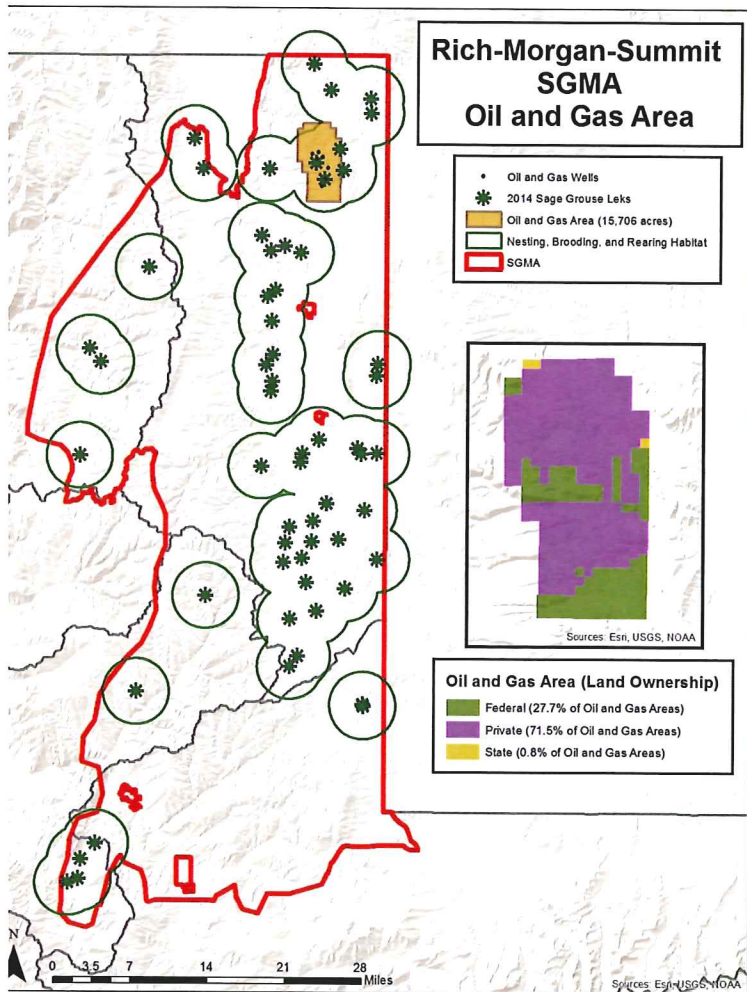 Rich-Morgan-Summit
SGMA
Oil and Gas Area
Oil and Gas Wells
2014 Sage Grouse Leks
Oil and Gas Area (15,706 acres)
Nesting, Brooding, and Rearing Habitat
SGMA
Sources: Esri, USGS, NOAA
Oil and Gas Area (Land Ownership)
Federal (27.7% of Oil and Gas Areas)
Private (71.5% of Oil and Gas Areas)
State (0.8% of Oil and Gas Areas)
N
0 3.5 7 14 21 28
Miles
Sources: Esri, USGS, NOAA